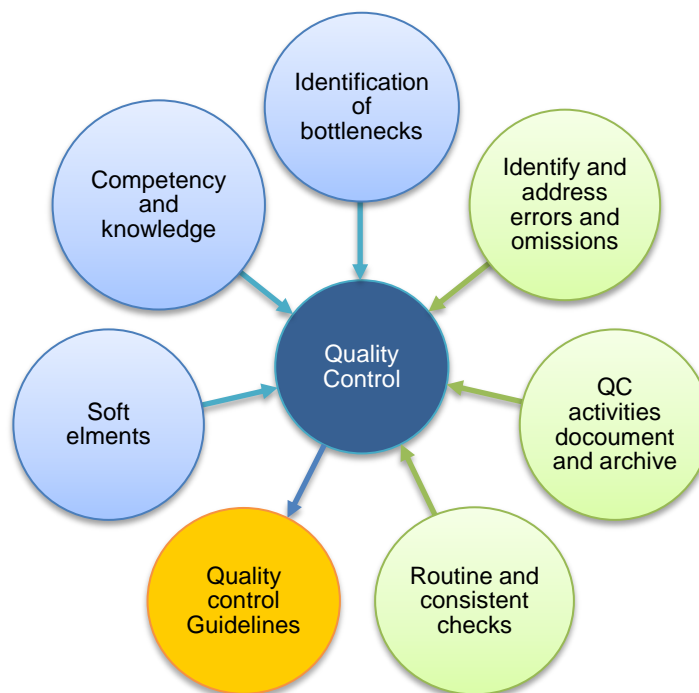 Identification
of
bottlenecks
Competency
and
knowledge
Identify and
address
errors and
omissions
Quality
Control
Soft
elments
QC
activities
docoument
and archive
Quality
control
Guidelines
Routine and
consistent
checks